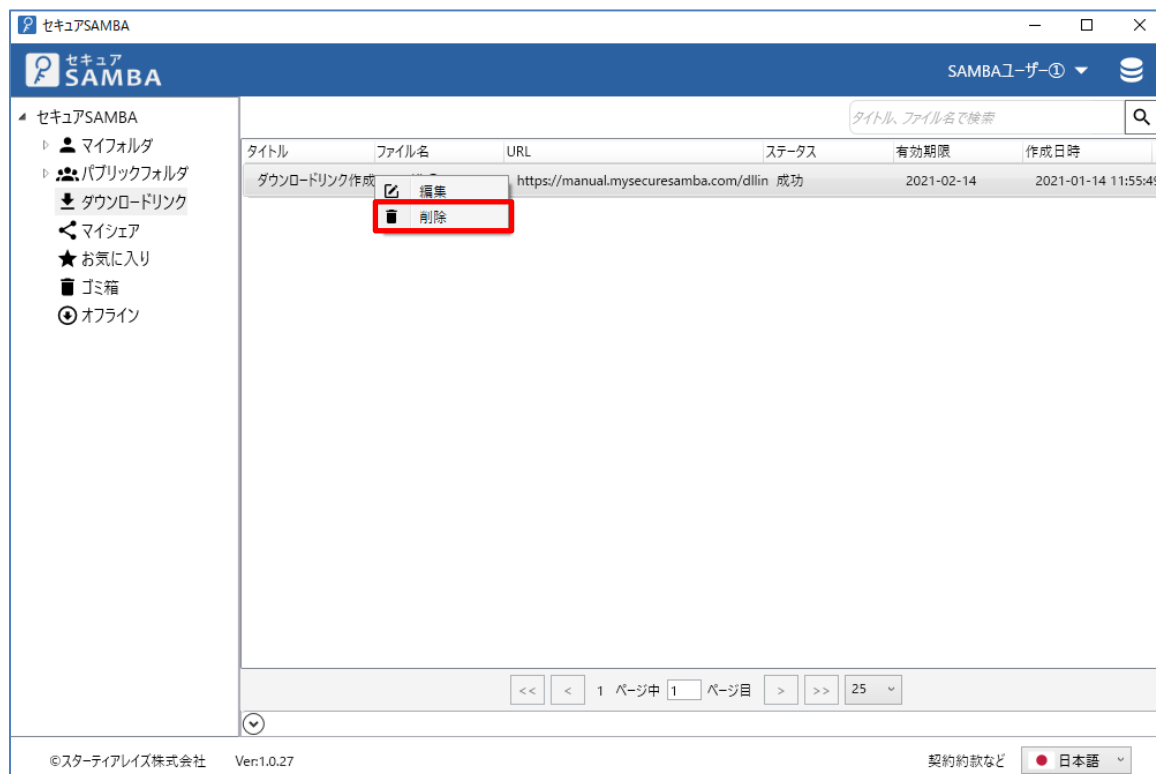 セキュアSAMBA
セキュア
SAMBA
SAMBAユーザー①
セキュアSAMBA
マイフォルダ
パブリックフォルダ
ダウンロードリンク
マイシェア
お気に入り
ゴミ箱
オフライン
タイトル、ファイル名で検索
タイトル ファイル名 URL ステータス 有効期限 作成日時
ダウンロードリンク作成 https://manual.mysecuresamba.com/dllin 成功 2021-02-14 2021-01-14 11:55:49
編集
削除
<< < 1 ページ中 1 ページ目 > >> 25
©スターティアレイズ株式会社 Ver:1.0.27 契約約款など 日本語